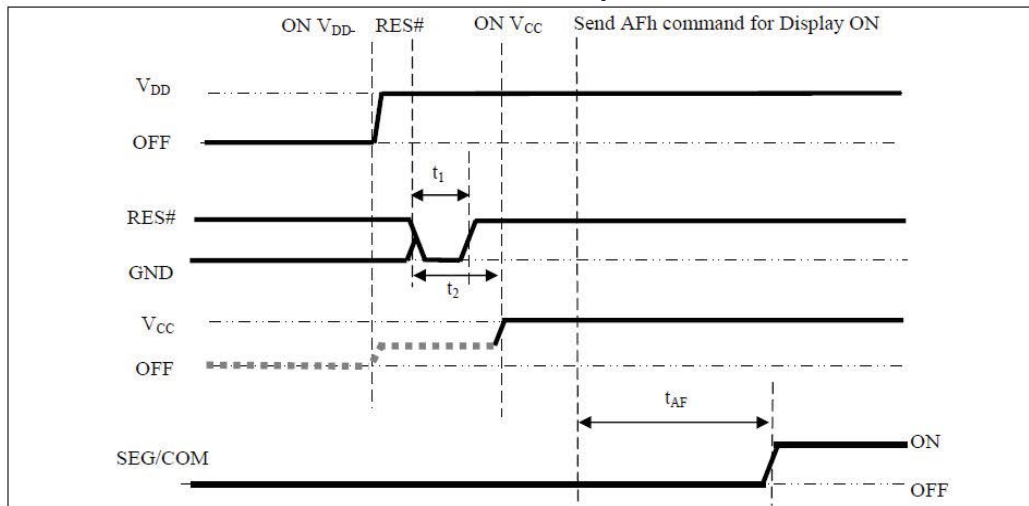 ON VDD- RES# ON VCC Send AFh command for Display ON
VDD
OFF
t1
RES#
GND
t2
VCC
OFF
tAF
ON
SEG/COM
OFF